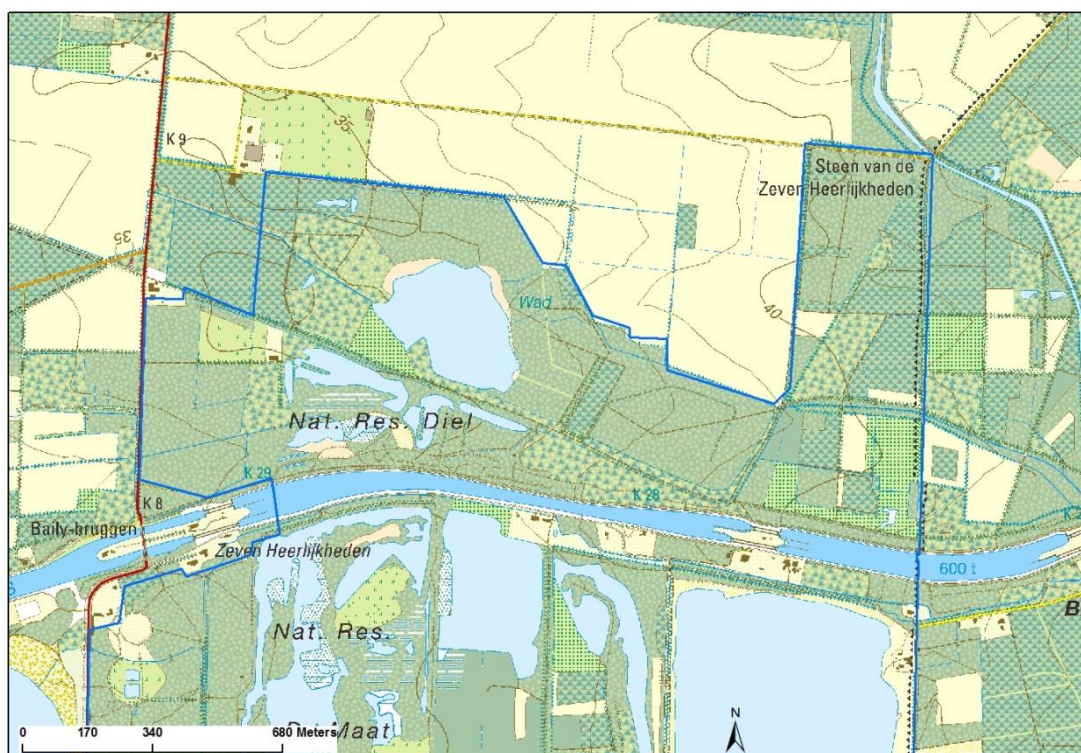 35
K 9
Steen van de
Zeven Heerlijkheden
35
Wad
40
Nat. Res. Diel
K 29
K 28
K 8
Baily-bruggen
Zeven Heerlijkheden
600 t
B
Nat. Res.
De Maat
N
0 170 340 680 Meters